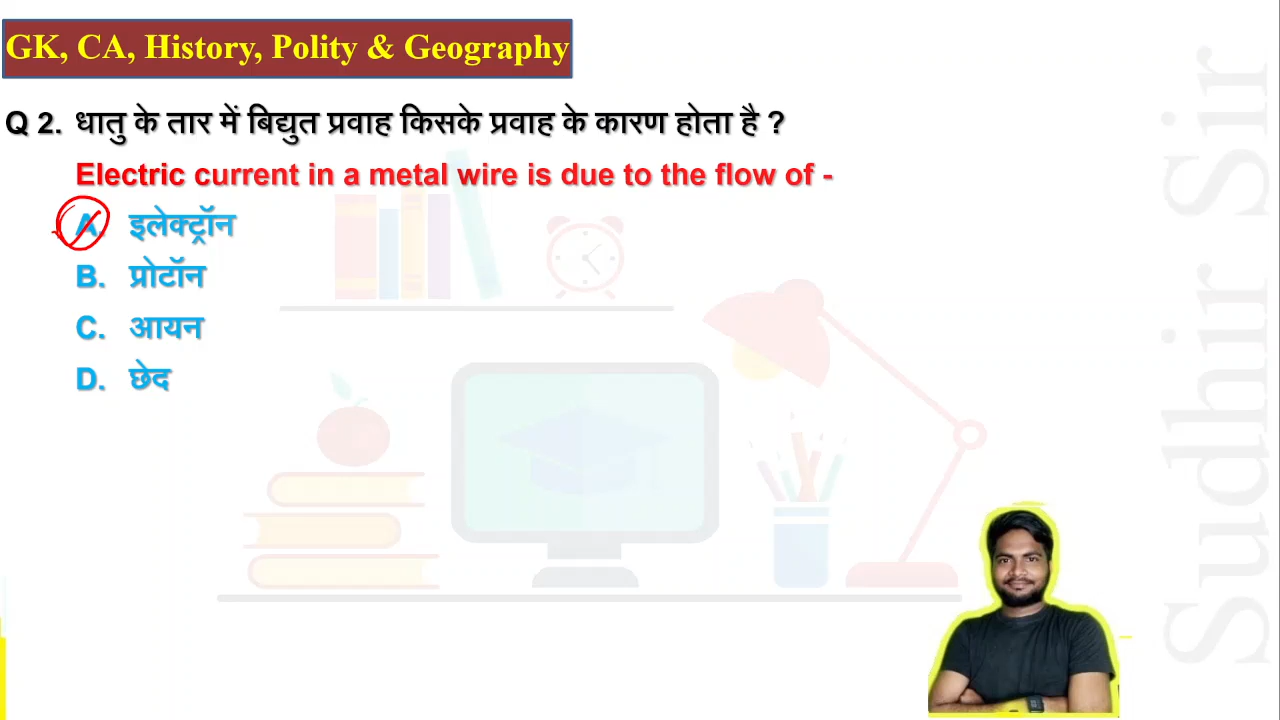 GK, CA, History, Polity & Geography
Q 2. धातु के तार में बिद्युत प्रवाह किसके प्रवाह के कारण होता है ?
Electric current in a metal wire is due to the flow of -
A. इलेक्ट्रॉन
B. प्रोटॉन
C. आयन
D. छेद
Sudhir Sir